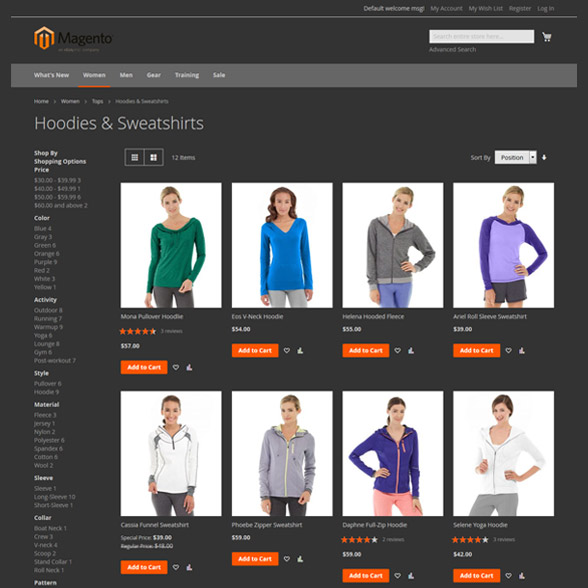 Default welcome msg! My Account My Wish List Register Log In
Magento
Search entire store here...
Advanced Search
What's New Women Men Gear Training Sale
Home > Women > Tops > Hoodies & Sweatshirts
Hoodies & Sweatshirts
Shop By
Shopping Options
Price
$30.00 - $39.99 3
$40.00 - $49.99 1
$50.00 - $59.99 6
$60.00 and above 2
Color
Blue 4
Gray 3
Green 6
Orange 6
Purple 9
Red 2
White 3
Yellow 1
Activity
Outdoor 8
Running 7
Warmup 9
Yoga 6
Lounge 8
Gym 6
Post-workout 7
Style
Pullover 6
Hoodie 9
Material
Fleece 3
Jersey 1
Nylon 2
Polyester 6
Spandex 6
Cotton 6
Wool 2
Sleeve
Sleeve 1
Long-Sleeve 10
Short-Sleeve 1
Collar
Boat Neck 1
Crew 3
V-neck 4
Scoop 2
Stand Collar 1
Roll Neck 1
Pattern
12 Items
Sort By Position
Mona Pullover Hoodlie
3 reviews
$57.00
Add to Cart
Eos V-Neck Hoodie
$54.00
Add to Cart
Helena Hooded Fleece
$55.00
Add to Cart
Ariel Roll Sleeve Sweatshirt
$39.00
Add to Cart
Cassia Funnel Sweatshirt
Special Price: $39.00
Regular Price: $48.00
Add to Cart
Phoebe Zipper Sweatshirt
$59.00
Add to Cart
Daphne Full-Zip Hoodie
2 reviews
$59.00
Add to Cart
Selene Yoga Hoodie
3 reviews
$42.00
Add to Cart